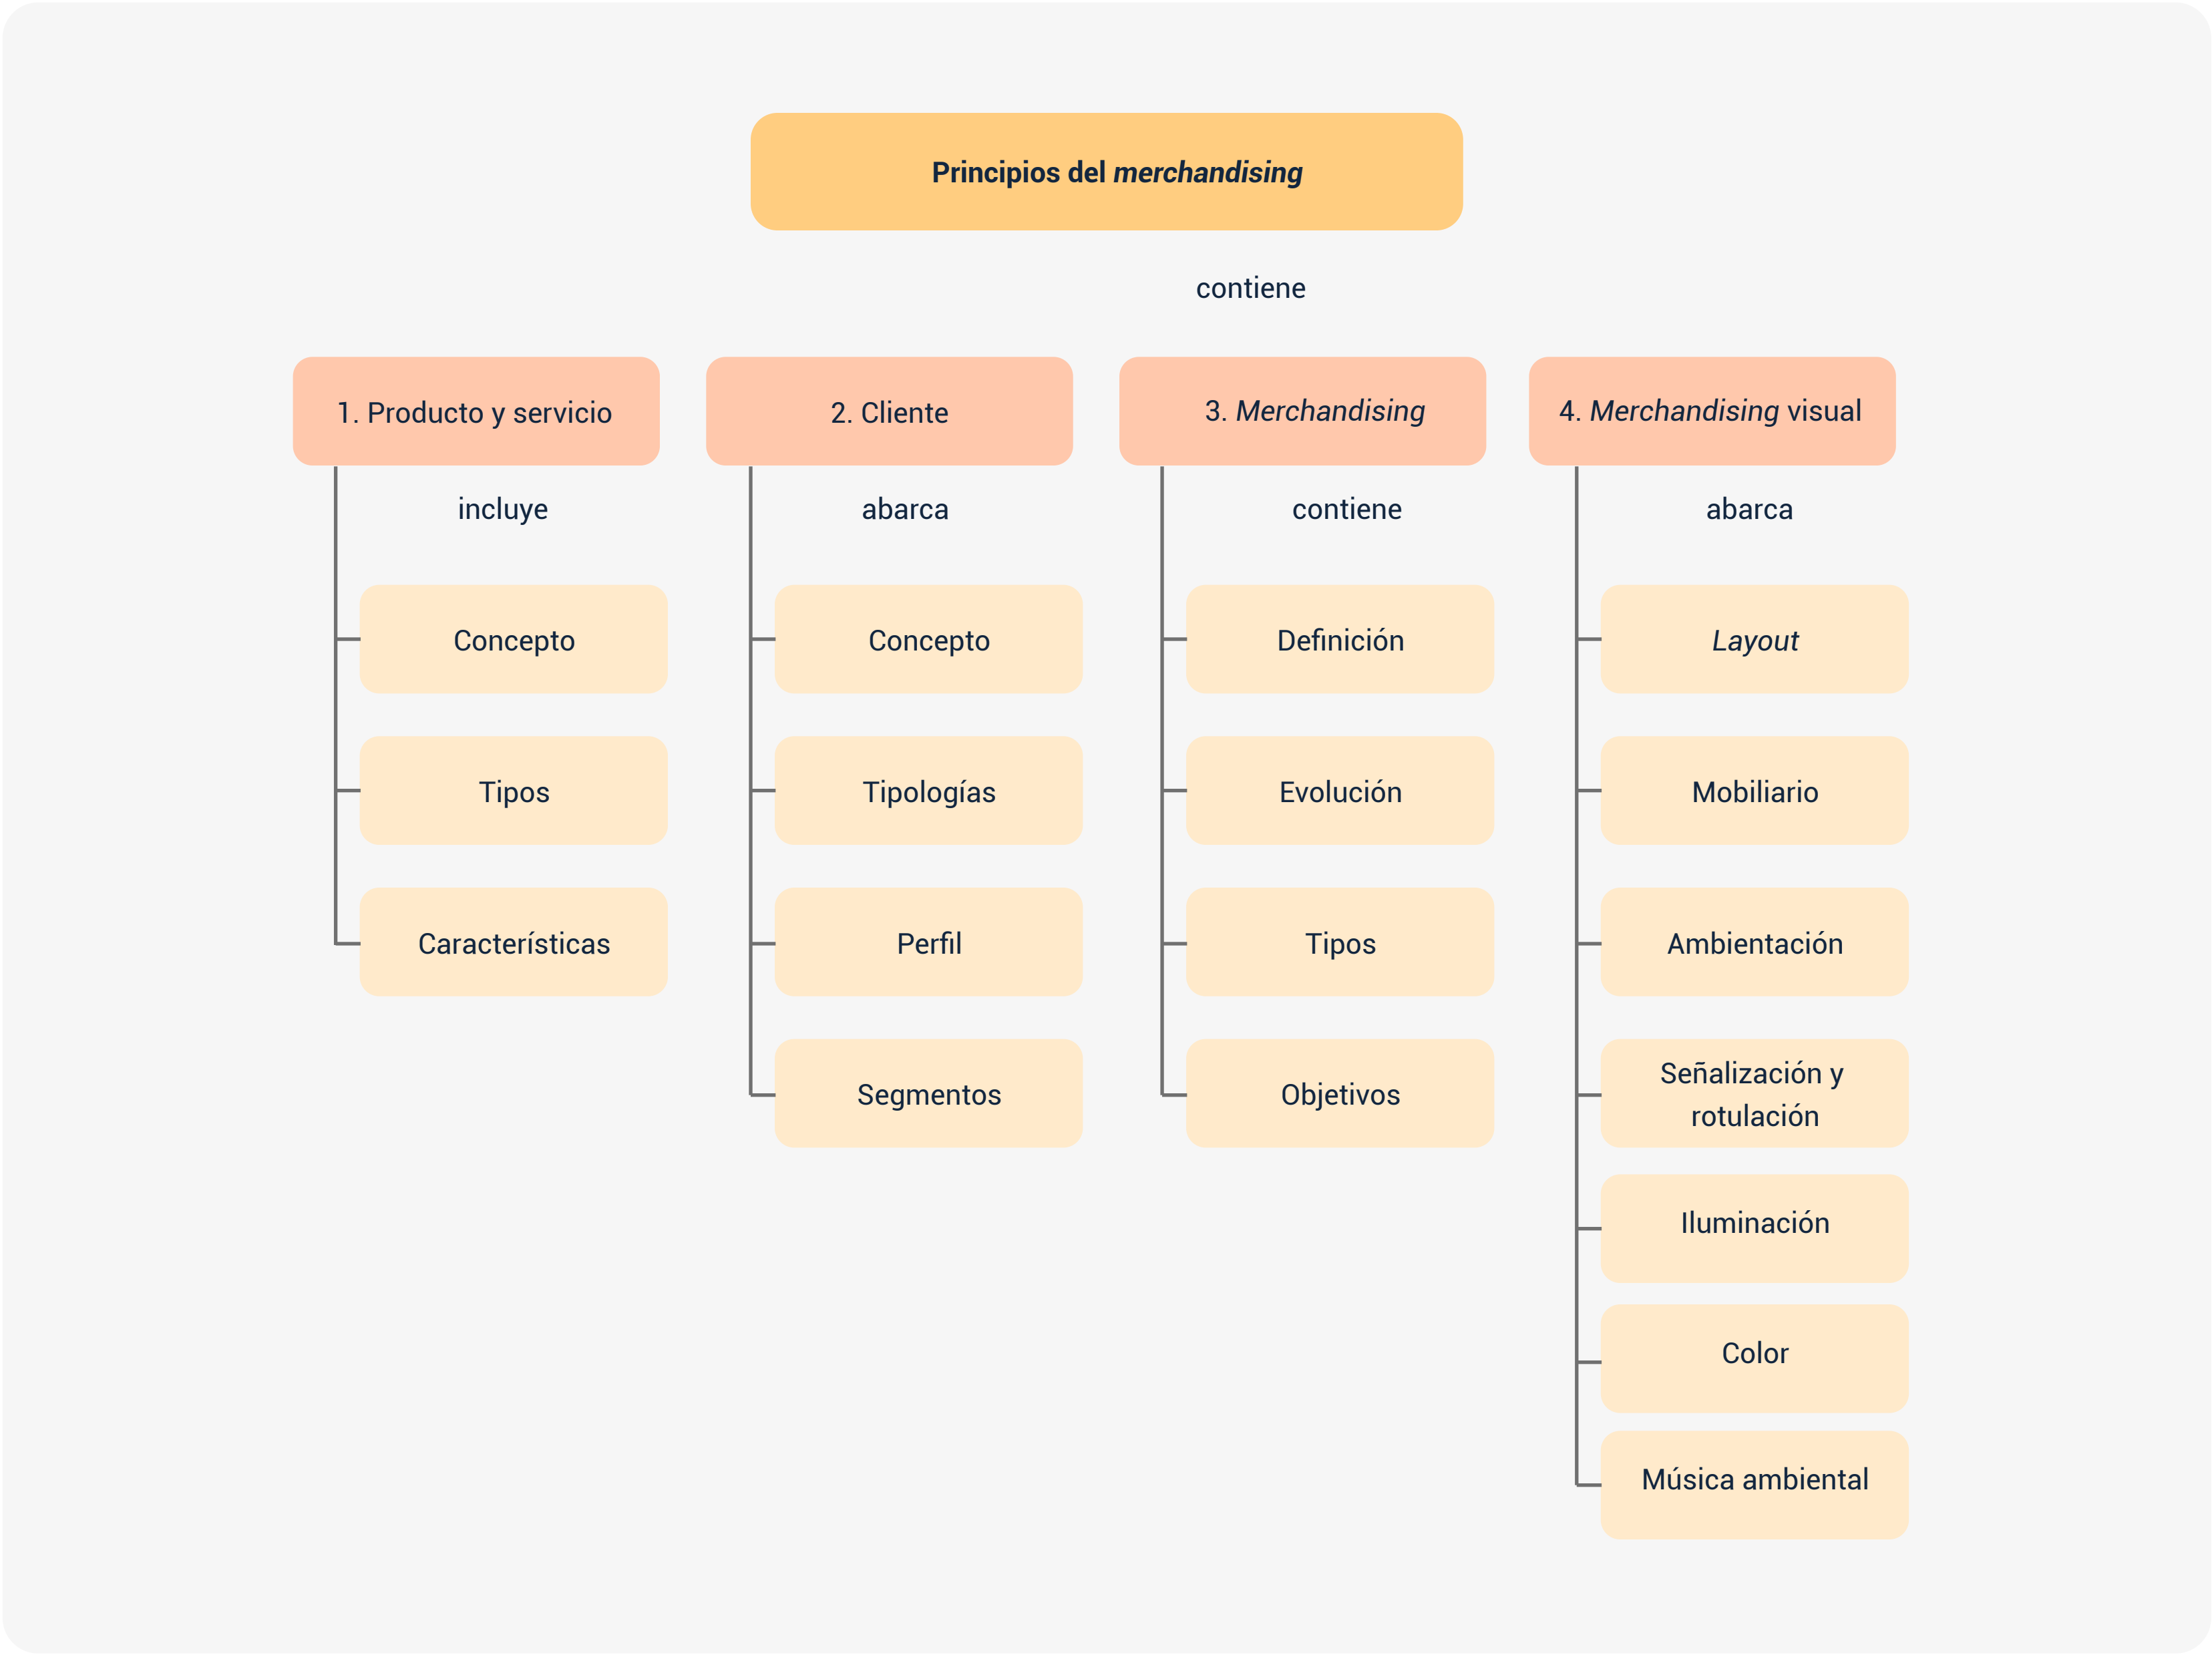 Principios del merchandising
contiene
1. Producto y servicio
incluye
Concepto
Tipos
Características
2. Cliente
abarca
Concepto
Tipologías
Perfil
Segmentos
3. Merchandising
contiene
Definición
Evolución
Tipos
Objetivos
4. Merchandising visual
abarca
Layout
Mobiliario
Ambientación
Señalización y
rotulación
Iluminación
Color
Música ambiental